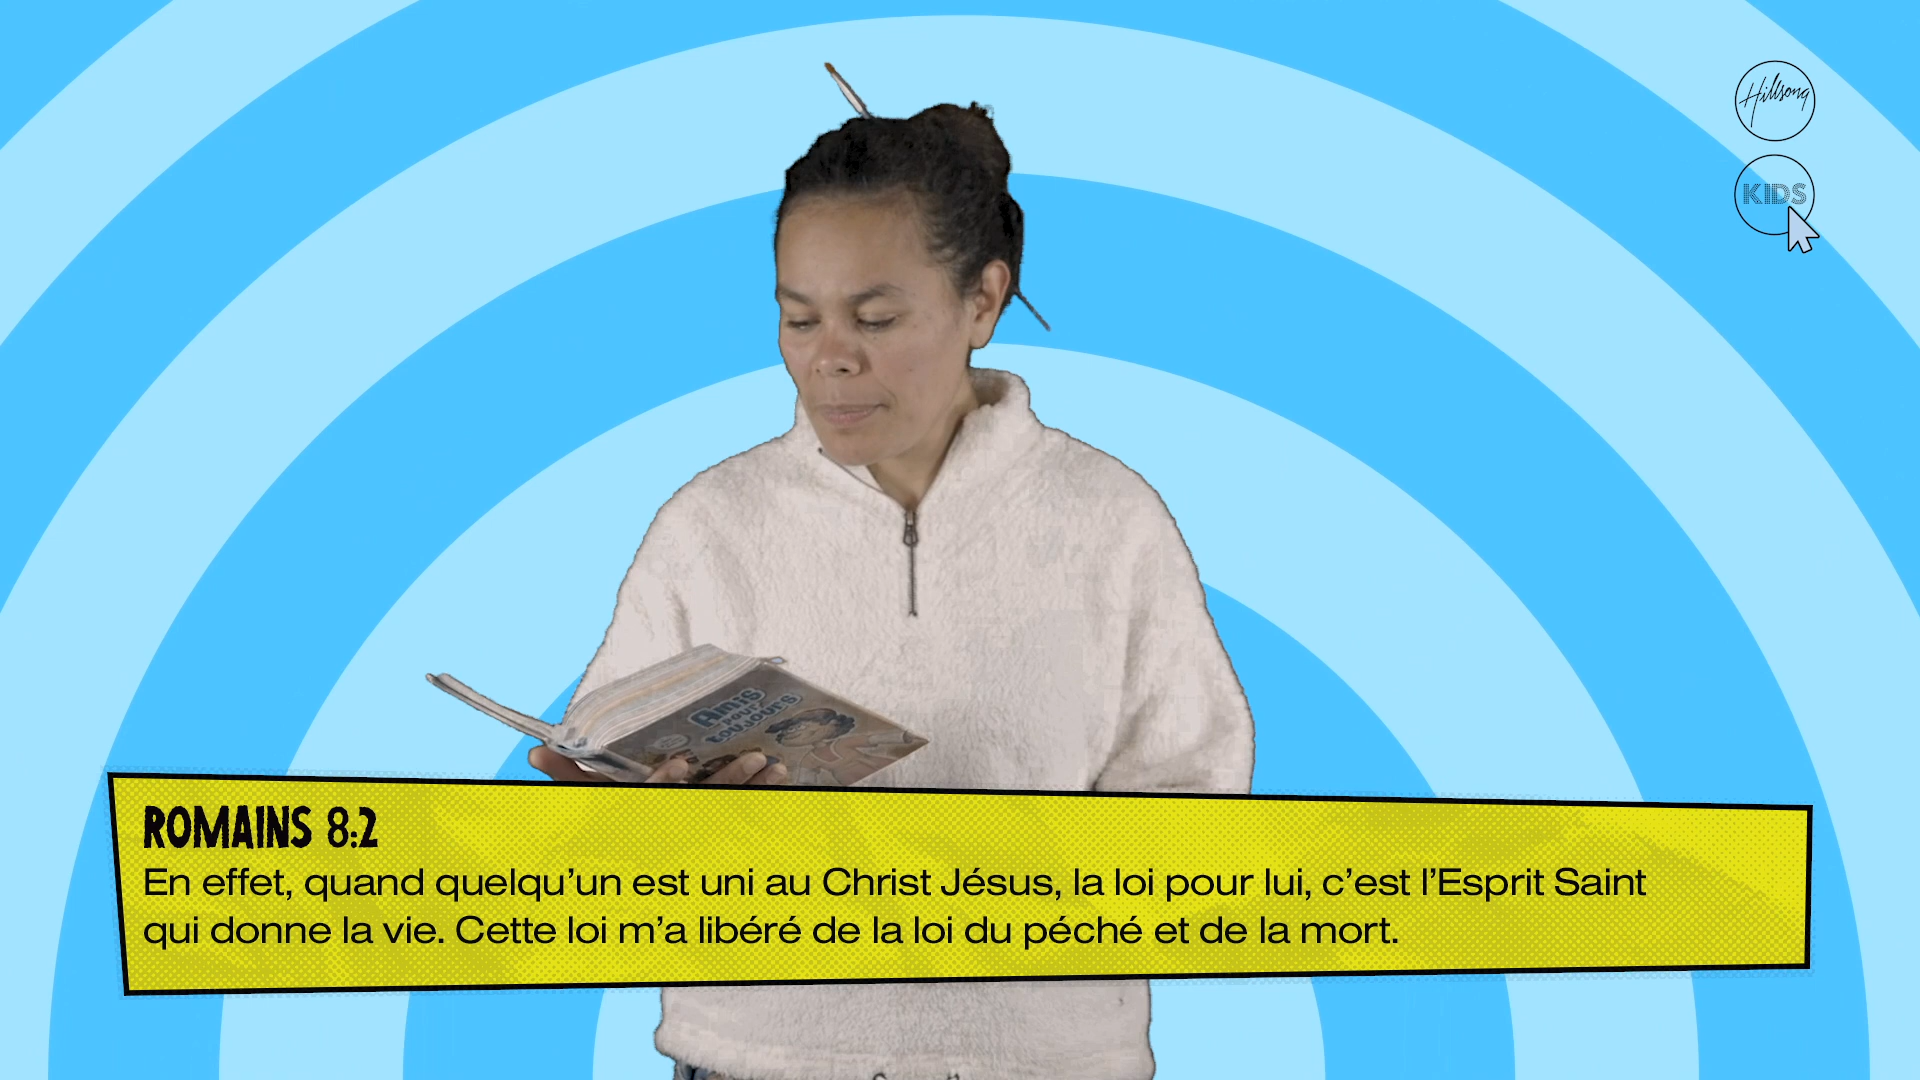 Hillsong
KIDS
AMIS
POUR
TOUJOURS
ROMAINS 8:2
En effet, quand quelqu’un est uni au Christ Jésus, la loi pour lui, c’est l’Esprit Saint
qui donne la vie. Cette loi m’a libéré de la loi du péché et de la mort.